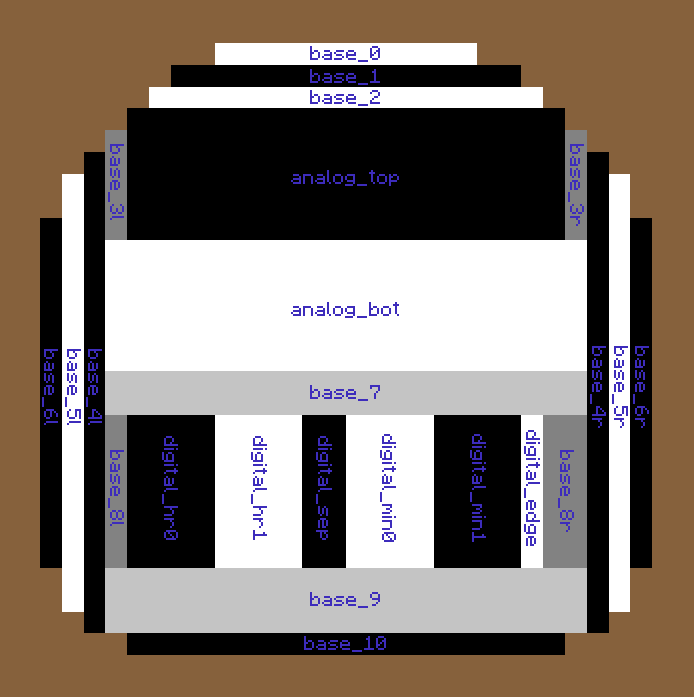 base_0
base_1
base_2
base_3l
analog_top
base_3r
analog_bot
base_6l
base_5l
base_4l
base_4r
base_5r
base_6r
base_7
base_8l
digital_hr0
digital_hr1
digital_sep
digital_min0
digital_min1
digital_edge
base_8r
base_9
base_10